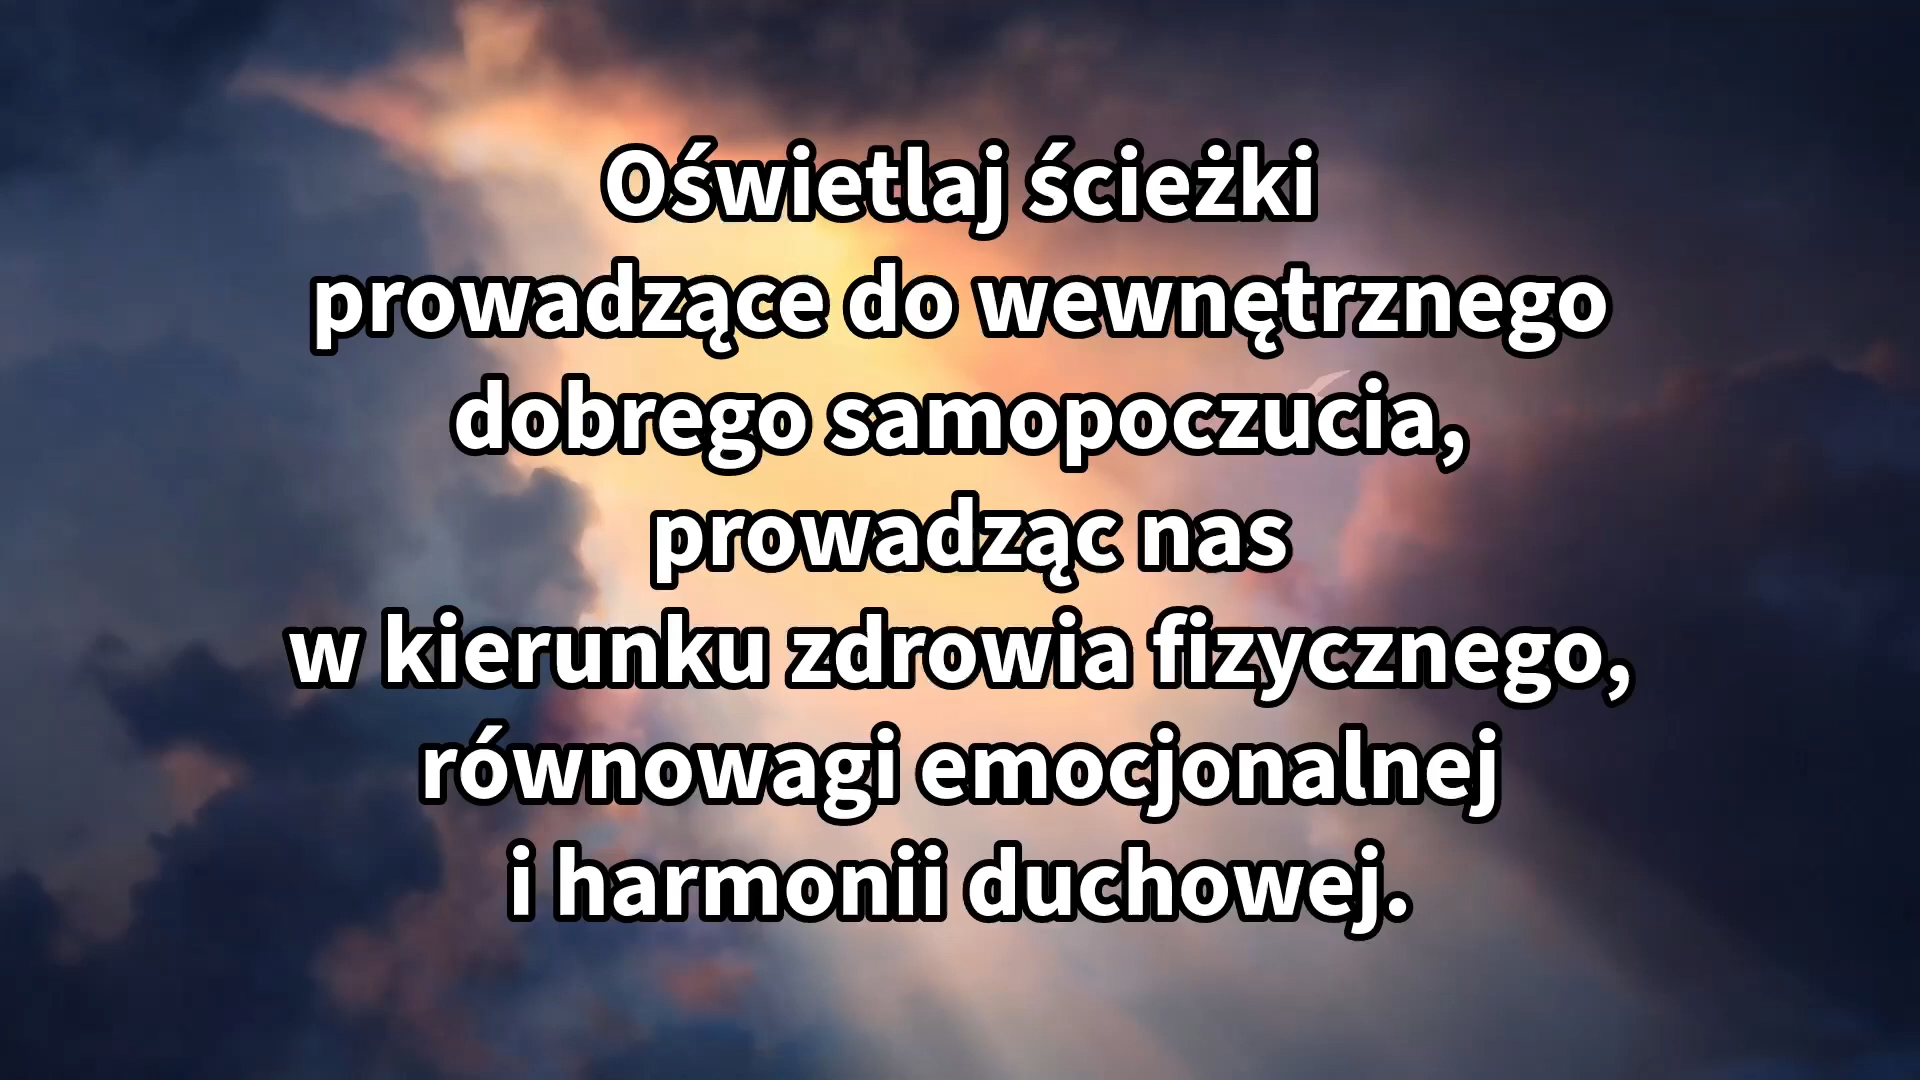 Oświetlaj ścieżki
prowadzące do wewnętrznego
dobrego samopoczucia,
prowadząc nas
w kierunku zdrowia fizycznego,
równowagi emocjonalnej
i harmonii duchowej.